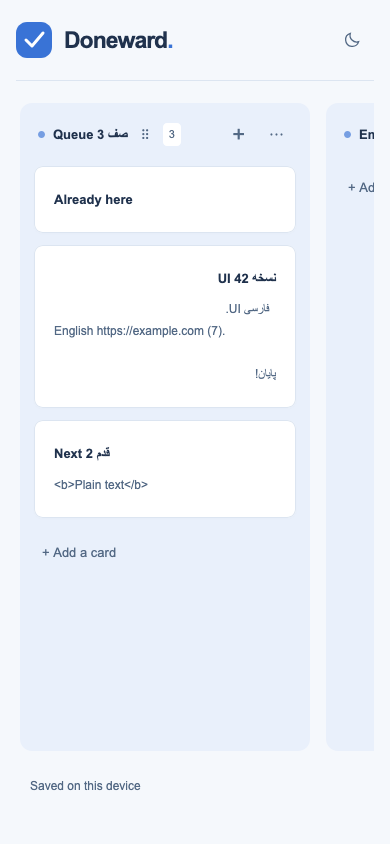 Doneward.
Queue 3 صف
3
Already here
نسخه 42 UI
فارسی UI.
English https://example.com (7).
پایان!
Next 2 قدم
<b>Plain text</b>
+ Add a card
En
+ Ad
Saved on this device